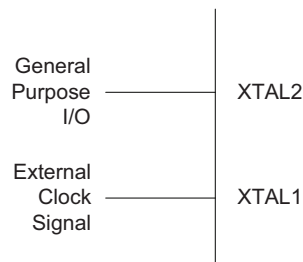 General
Purpose
I/O
XTAL2
External
Clock
Signal
XTAL1